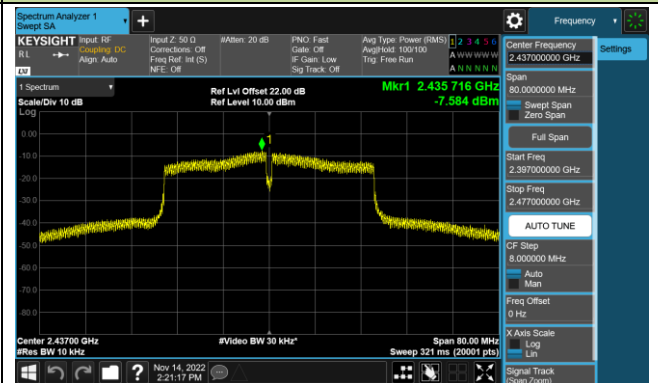 Spectrum Analyzer 1
Swept SA
+
Frequency
KEYSIGHT
RL
LXI
Input: RF
Coupling: DC
Align: Auto
Input Z: 50 Ω
Corrections: Off
Freq Ref: Int (S)
NFE: Off
#Atten: 20 dB
PNO: Fast
Gate: Off
IF Gain: Low
Sig Track: Off
Avg Type: Power (RMS)
Avg|Hold: 100/100
Trig: Free Run
1 2 3 4 5 6
A W W W W W
A N N N N N
1 Spectrum
Scale/Div 10 dB
Log
Ref Lvl Offset 22.00 dB
Ref Level 10.00 dBm
Mkr1 2.435 716 GHz
-7.584 dBm
0.00
-10.0
-20.0
-30.0
-40.0
-50.0
-60.0
-70.0
-80.0
1
Center 2.43700 GHz
#Res BW 10 kHz
#Video BW 30 kHz*
Span 80.00 MHz
Sweep 321 ms (20001 pts)
?
Nov 14, 2022
2:21:17 PM
Center Frequency
2.437000000 GHz
Span
80.0000000 MHz
Swept Span
Zero Span
Full Span
Start Freq
2.397000000 GHz
Stop Freq
2.477000000 GHz
AUTO TUNE
CF Step
8.000000 MHz
Auto
Man
Freq Offset
0 Hz
X Axis Scale
Log
Lin
Signal Track
(Span Zoom)
Settings